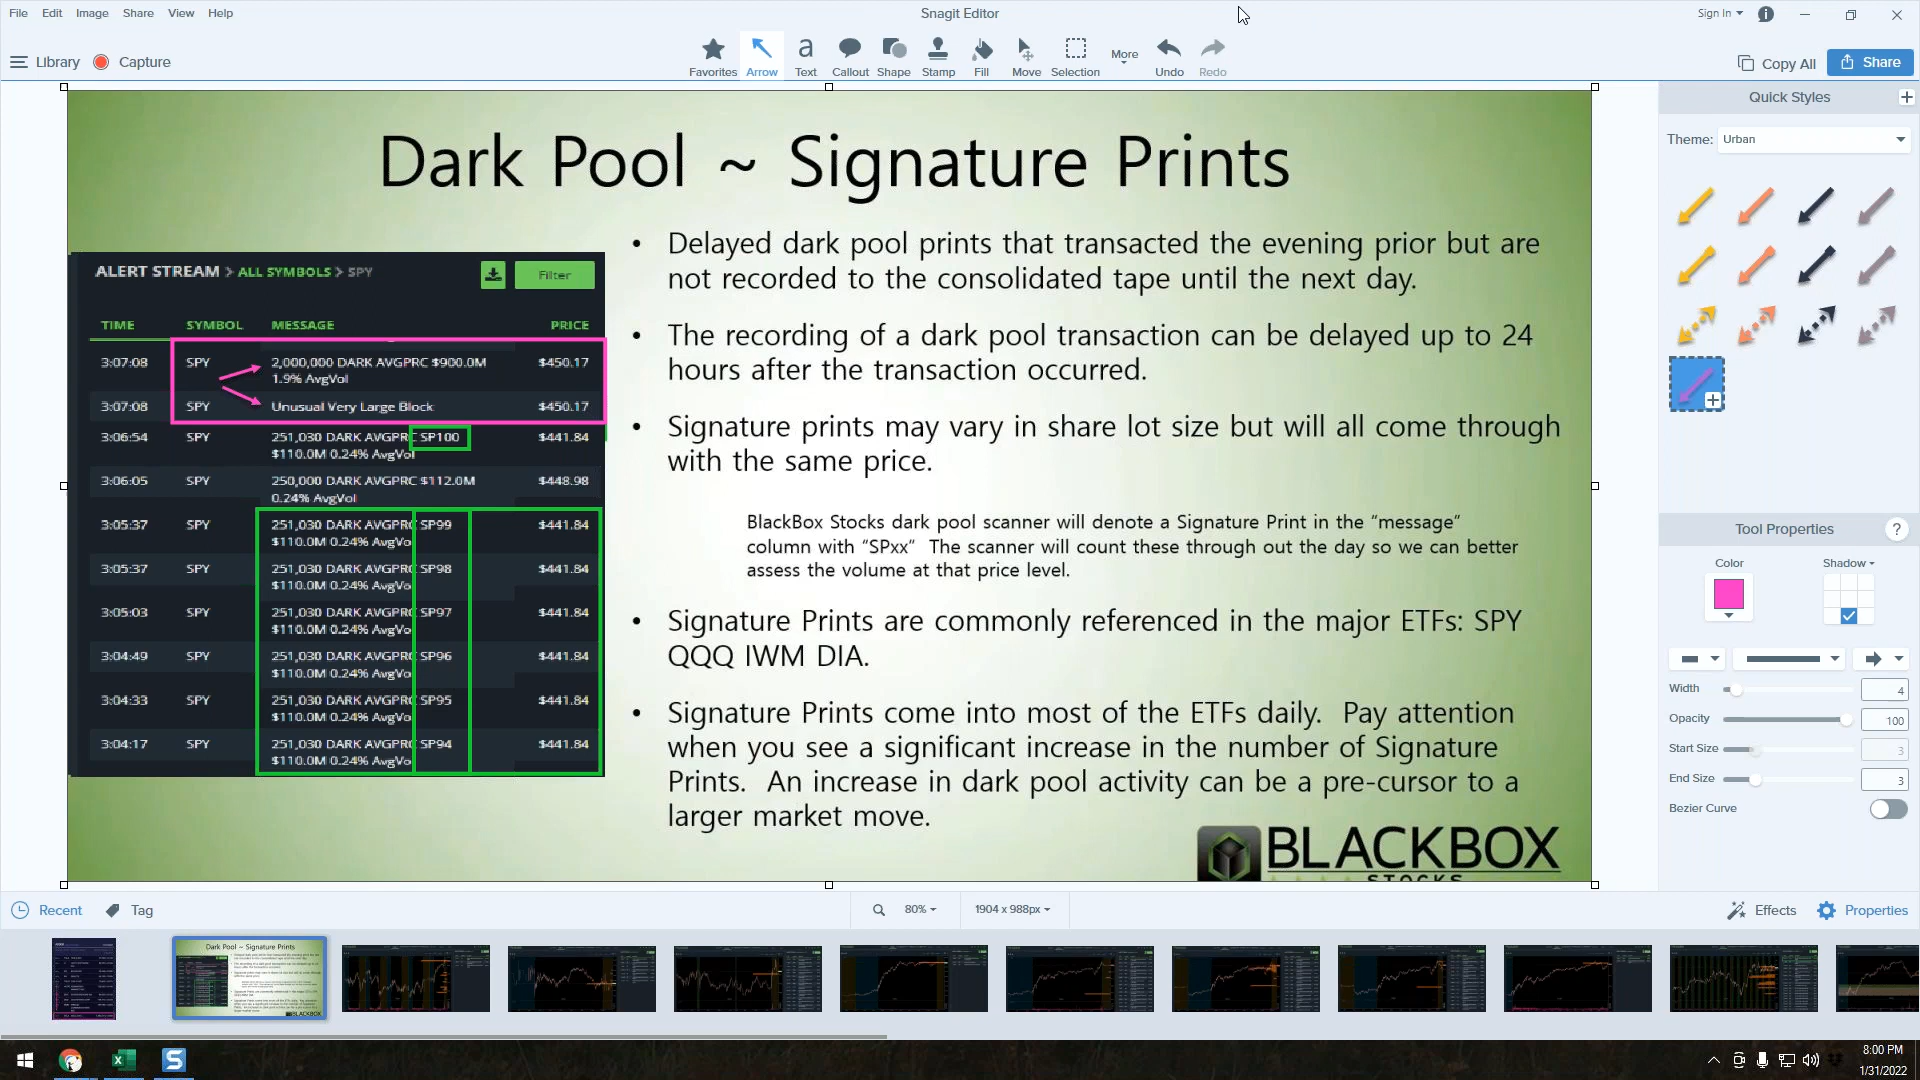 File Edit Image Share View Help
Snagit Editor
Sign In
Library Capture
Favorites Arrow Text Callout Shape Stamp Fill Move Selection More Undo Redo
Copy All Share
Quick Styles
Theme: Urban
Dark Pool ~ Signature Prints
ALERT STREAM > ALL SYMBOLS > SPY
Filter
TIME SYMBOL MESSAGE PRICE
3:07:08 SPY 2,000,000 DARK AVGPRC $900.0M $450.17
1.9% AvgVol
3:07:08 SPY Unusual Very Large Block $450.17
3:06:54 SPY 251,030 DARK AVGPRC SP100 $441.84
$110.0M 0.24% AvgVol
3:06:05 SPY 250,000 DARK AVGPRC $112.0M $448.98
0.24% AvgVol
3:05:37 SPY 251,030 DARK AVGPRC SP99 $441.84
$110.0M 0.24% AvgVo
3:05:37 SPY 251,030 DARK AVGPRC SP98 $441.84
$110.0M 0.24% AvgVo
3:05:03 SPY 251,030 DARK AVGPRC SP97 $441.84
$110.0M 0.24% AvgVo
3:04:49 SPY 251,030 DARK AVGPRC SP96 $441.84
$110.0M 0.24% AvgVo
3:04:33 SPY 251,030 DARK AVGPRC SP95 $441.84
$110.0M 0.24% AvgVo
3:04:17 SPY 251,030 DARK AVGPRC SP94 $441.84
$110.0M 0.24% AvgVo
• Delayed dark pool prints that transacted the evening prior but are
not recorded to the consolidated tape until the next day.
• The recording of a dark pool transaction can be delayed up to 24
hours after the transaction occurred.
• Signature prints may vary in share lot size but will all come through
with the same price.
BlackBox Stocks dark pool scanner will denote a Signature Print in the “message”
column with “SPxx” The scanner will count these through out the day so we can better
assess the volume at that price level.
• Signature Prints are commonly referenced in the major ETFs: SPY
QQQ IWM DIA.
• Signature Prints come into most of the ETFs daily. Pay attention
when you see a significant increase in the number of Signature
Prints. An increase in dark pool activity can be a pre-cursor to a
larger market move.
BLACKBOX
STOCKS
Tool Properties ?
Color Shadow
Width 4
Opacity 100
Start Size 3
End Size 3
Bezier Curve
Recent Tag
80% 1904 x 988px
Effects Properties
Dark Pool ~ Signature Prints
BLACKBOX
8:00 PM
1/31/2022